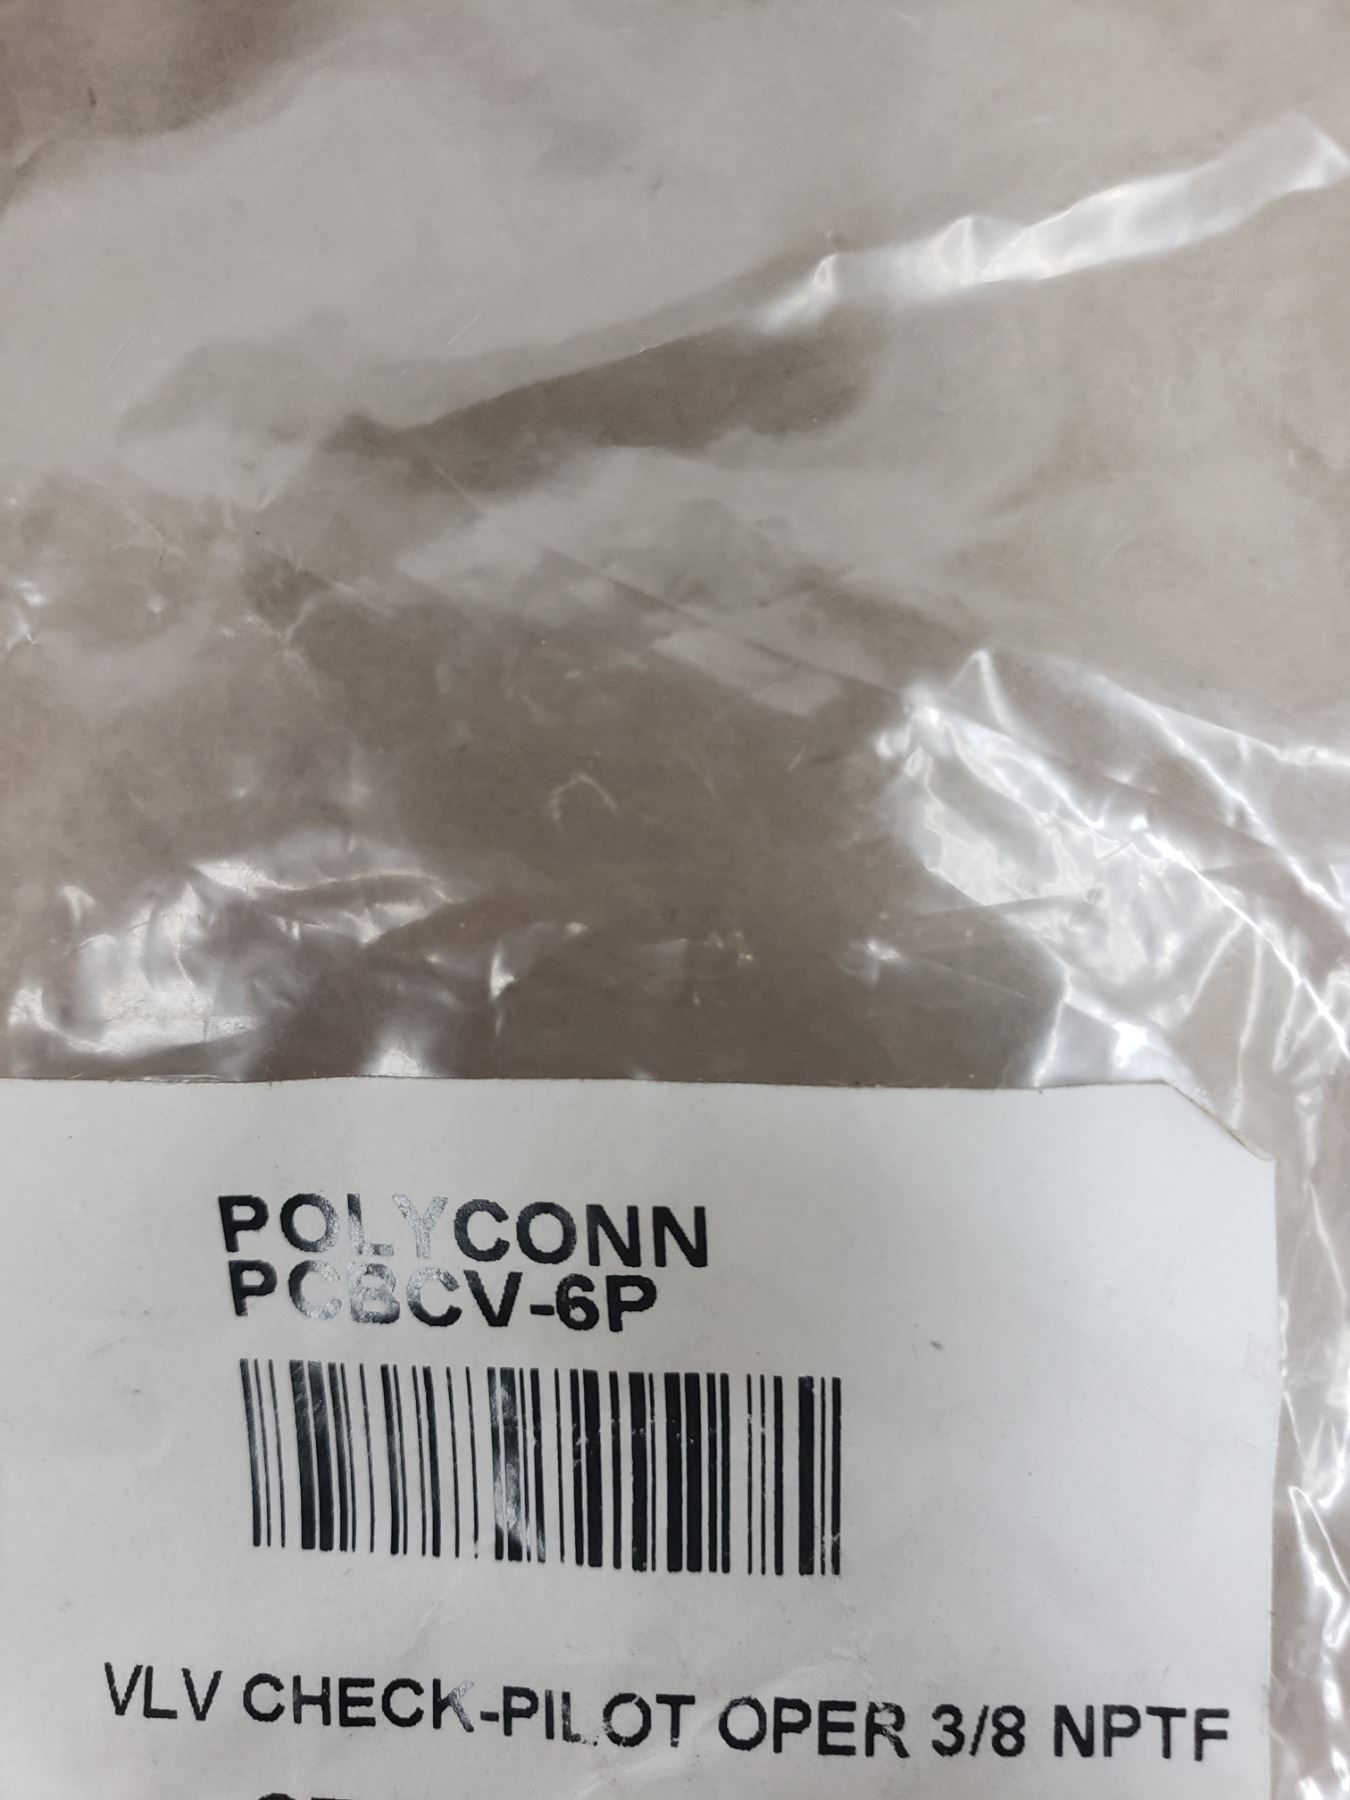 POLYCONN
PCBCV-6P
VLV CHECK-PILOT OPER 3/8 NPTF